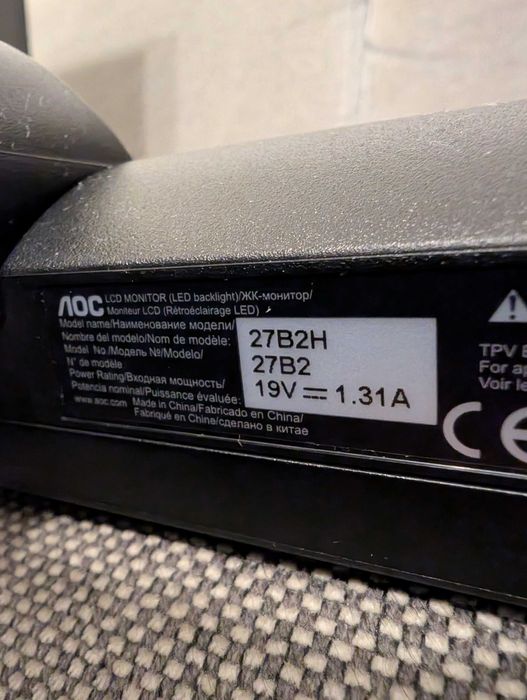 AOC LCD MONITOR (LED backlight)/ЖК-монитор/
Moniteur LCD (Rétroéclairage LED)
Model name/Наименование модели/
Nombre del modelo/Nom de modèle:
27B2H
Model No./Модель №/Modelo/
N° de modèle
27B2
Power Rating/Входная мощность/
Potencia nominal/Puissance évaluée:
19V ⎓ 1.31A
www.aoc.com Made in China/Fabricado en China/
Fabriqué en Chine/сделано в китае
TPV
For
Voir le
CE